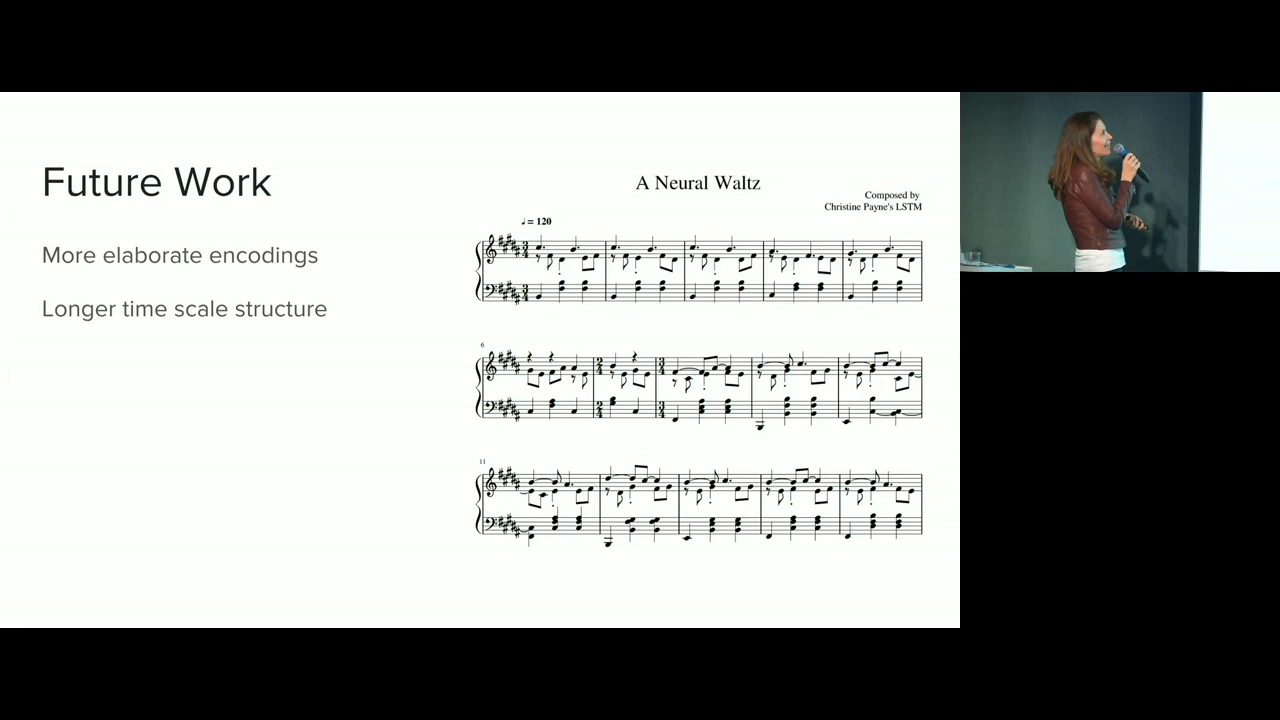 Future Work
More elaborate encodings
Longer time scale structure
A Neural Waltz
Composed by
Christine Payne's LSTM
♩ = 120
6
11